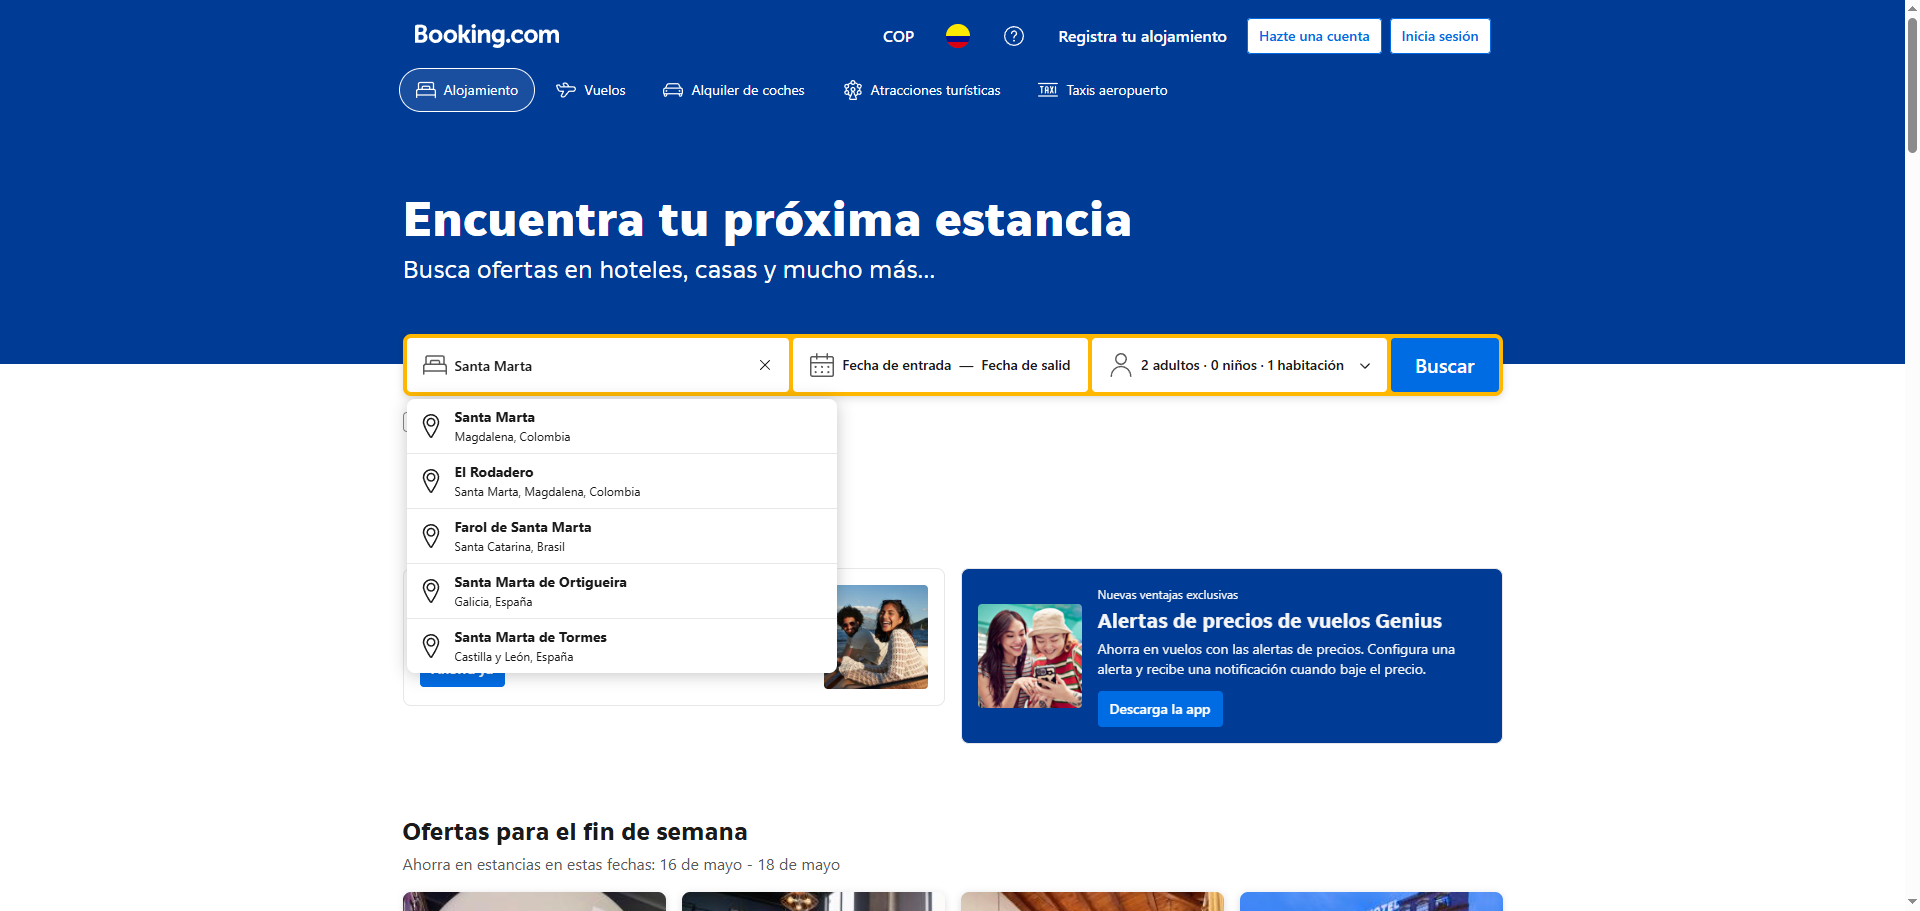 Booking.com
COP
Registra tu alojamiento
Hazte una cuenta
Inicia sesión
Alojamiento
Vuelos
Alquiler de coches
Atracciones turísticas
TAXI
Taxis aeropuerto
Encuentra tu próxima estancia
Busca ofertas en hoteles, casas y mucho más...
Santa Marta
Fecha de entrada — Fecha de salid
2 adultos · 0 niños · 1 habitación
Buscar
Santa Marta
Magdalena, Colombia
El Rodadero
Santa Marta, Magdalena, Colombia
Farol de Santa Marta
Santa Catarina, Brasil
Santa Marta de Ortigueira
Galicia, España
Santa Marta de Tormes
Castilla y León, España
Nuevas ventajas exclusivas
Alertas de precios de vuelos Genius
Ahorra en vuelos con las alertas de precios. Configura una
alerta y recibe una notificación cuando baje el precio.
Descarga la app
Ofertas para el fin de semana
Ahorra en estancias en estas fechas: 16 de mayo - 18 de mayo
HOTEL